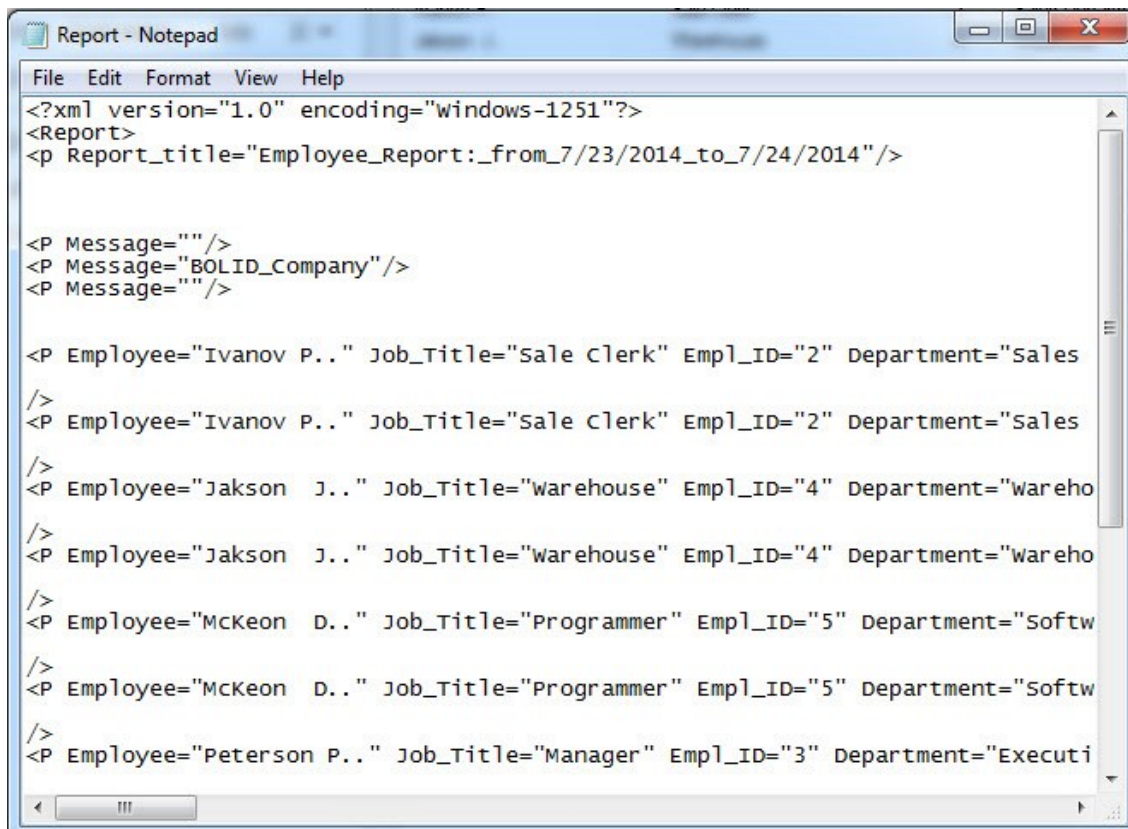 Report - Notepad
File Edit Format View Help
<?xml version="1.0" encoding="Windows-1251"?>
<Report>
<p Report_title="Employee_Report:_from_7/23/2014_to_7/24/2014"/>
<P Message=""/>
<P Message="BOLID_Company"/>
<P Message=""/>
<P Employee="Ivanov P.." Job_Title="Sale Clerk" Empl_ID="2" Department="Sales
/>
<P Employee="Ivanov P.." Job_Title="Sale Clerk" Empl_ID="2" Department="Sales
/>
<P Employee="Jakson  J.." Job_Title="Warehouse" Empl_ID="4" Department="Wareho
/>
<P Employee="Jakson  J.." Job_Title="Warehouse" Empl_ID="4" Department="Wareho
/>
<P Employee="McKeon  D.." Job_Title="Programmer" Empl_ID="5" Department="Softw
/>
<P Employee="McKeon  D.." Job_Title="Programmer" Empl_ID="5" Department="Softw
/>
<P Employee="Peterson P.." Job_Title="Manager" Empl_ID="3" Department="Executi